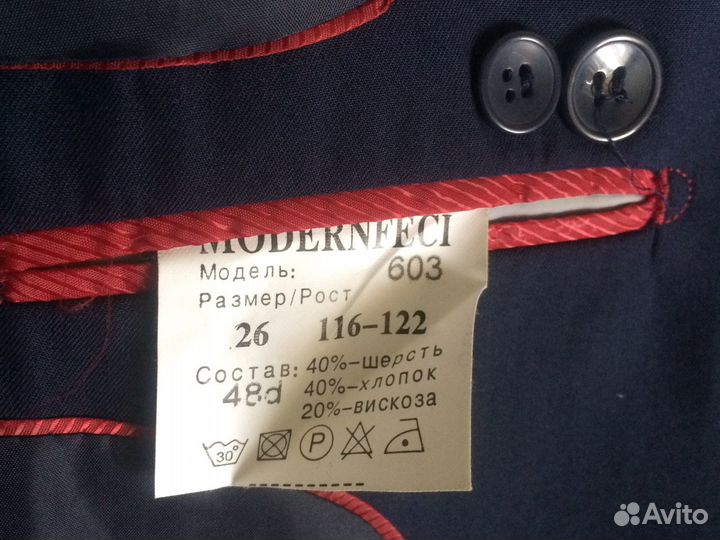 MODERNFECI
Модель: 603
Размер/Рост
26 116-122
Состав: 40%-шерсть
48d 40%-хлопок
20%-вискоза
30° P
Avito